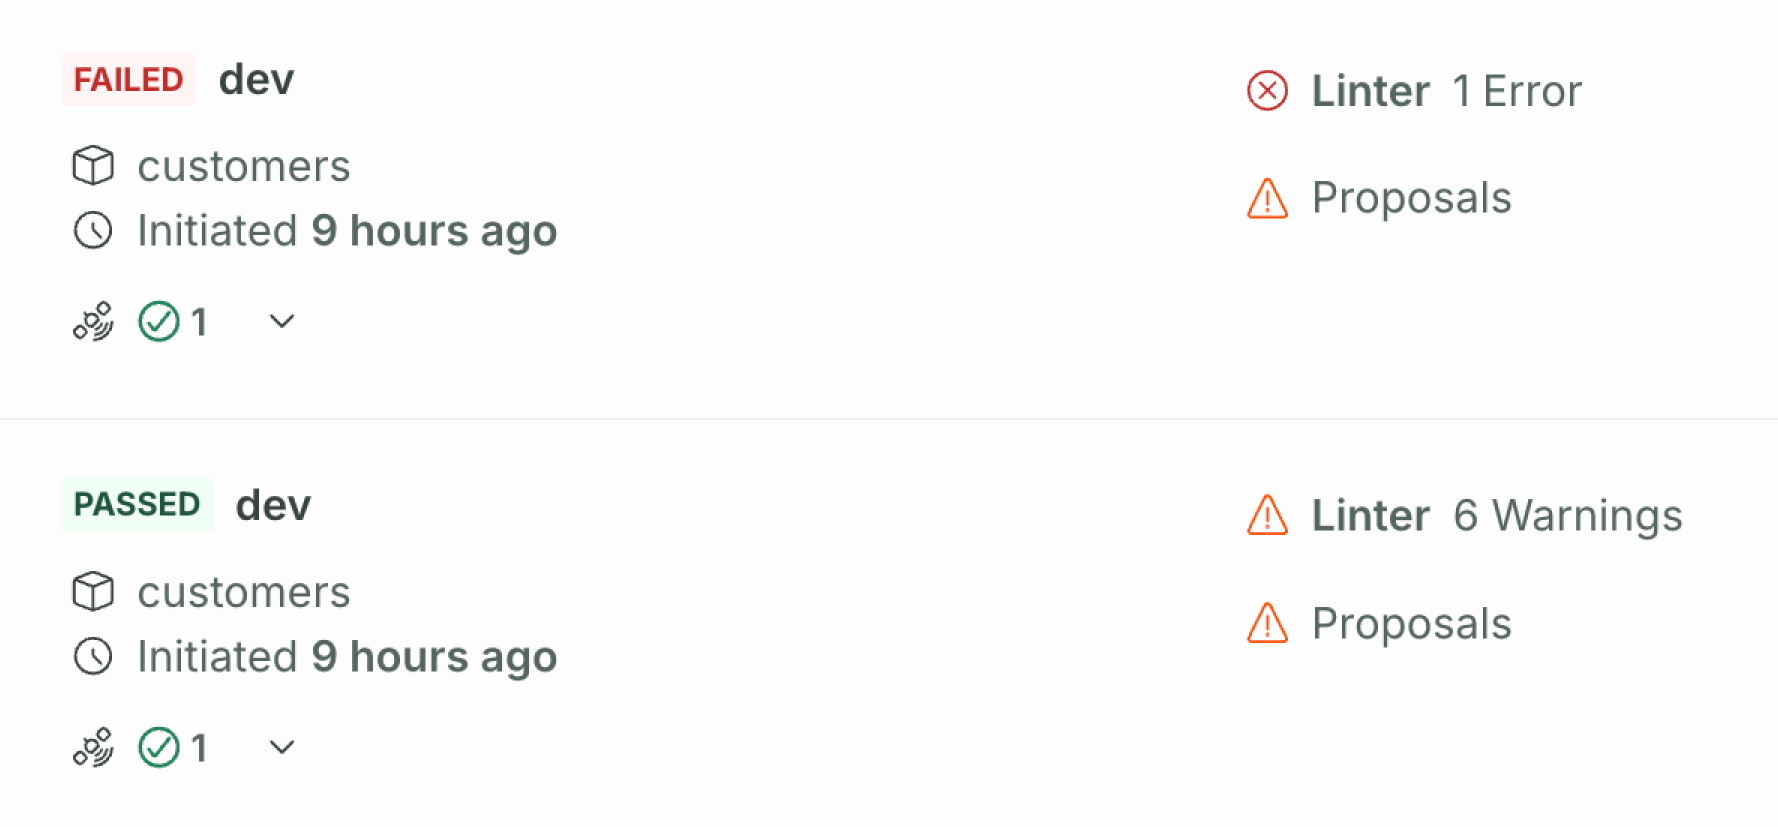 FAILED dev
Linter 1 Error
customers
Proposals
Initiated 9 hours ago
1
PASSED dev
Linter 6 Warnings
customers
Proposals
Initiated 9 hours ago
1